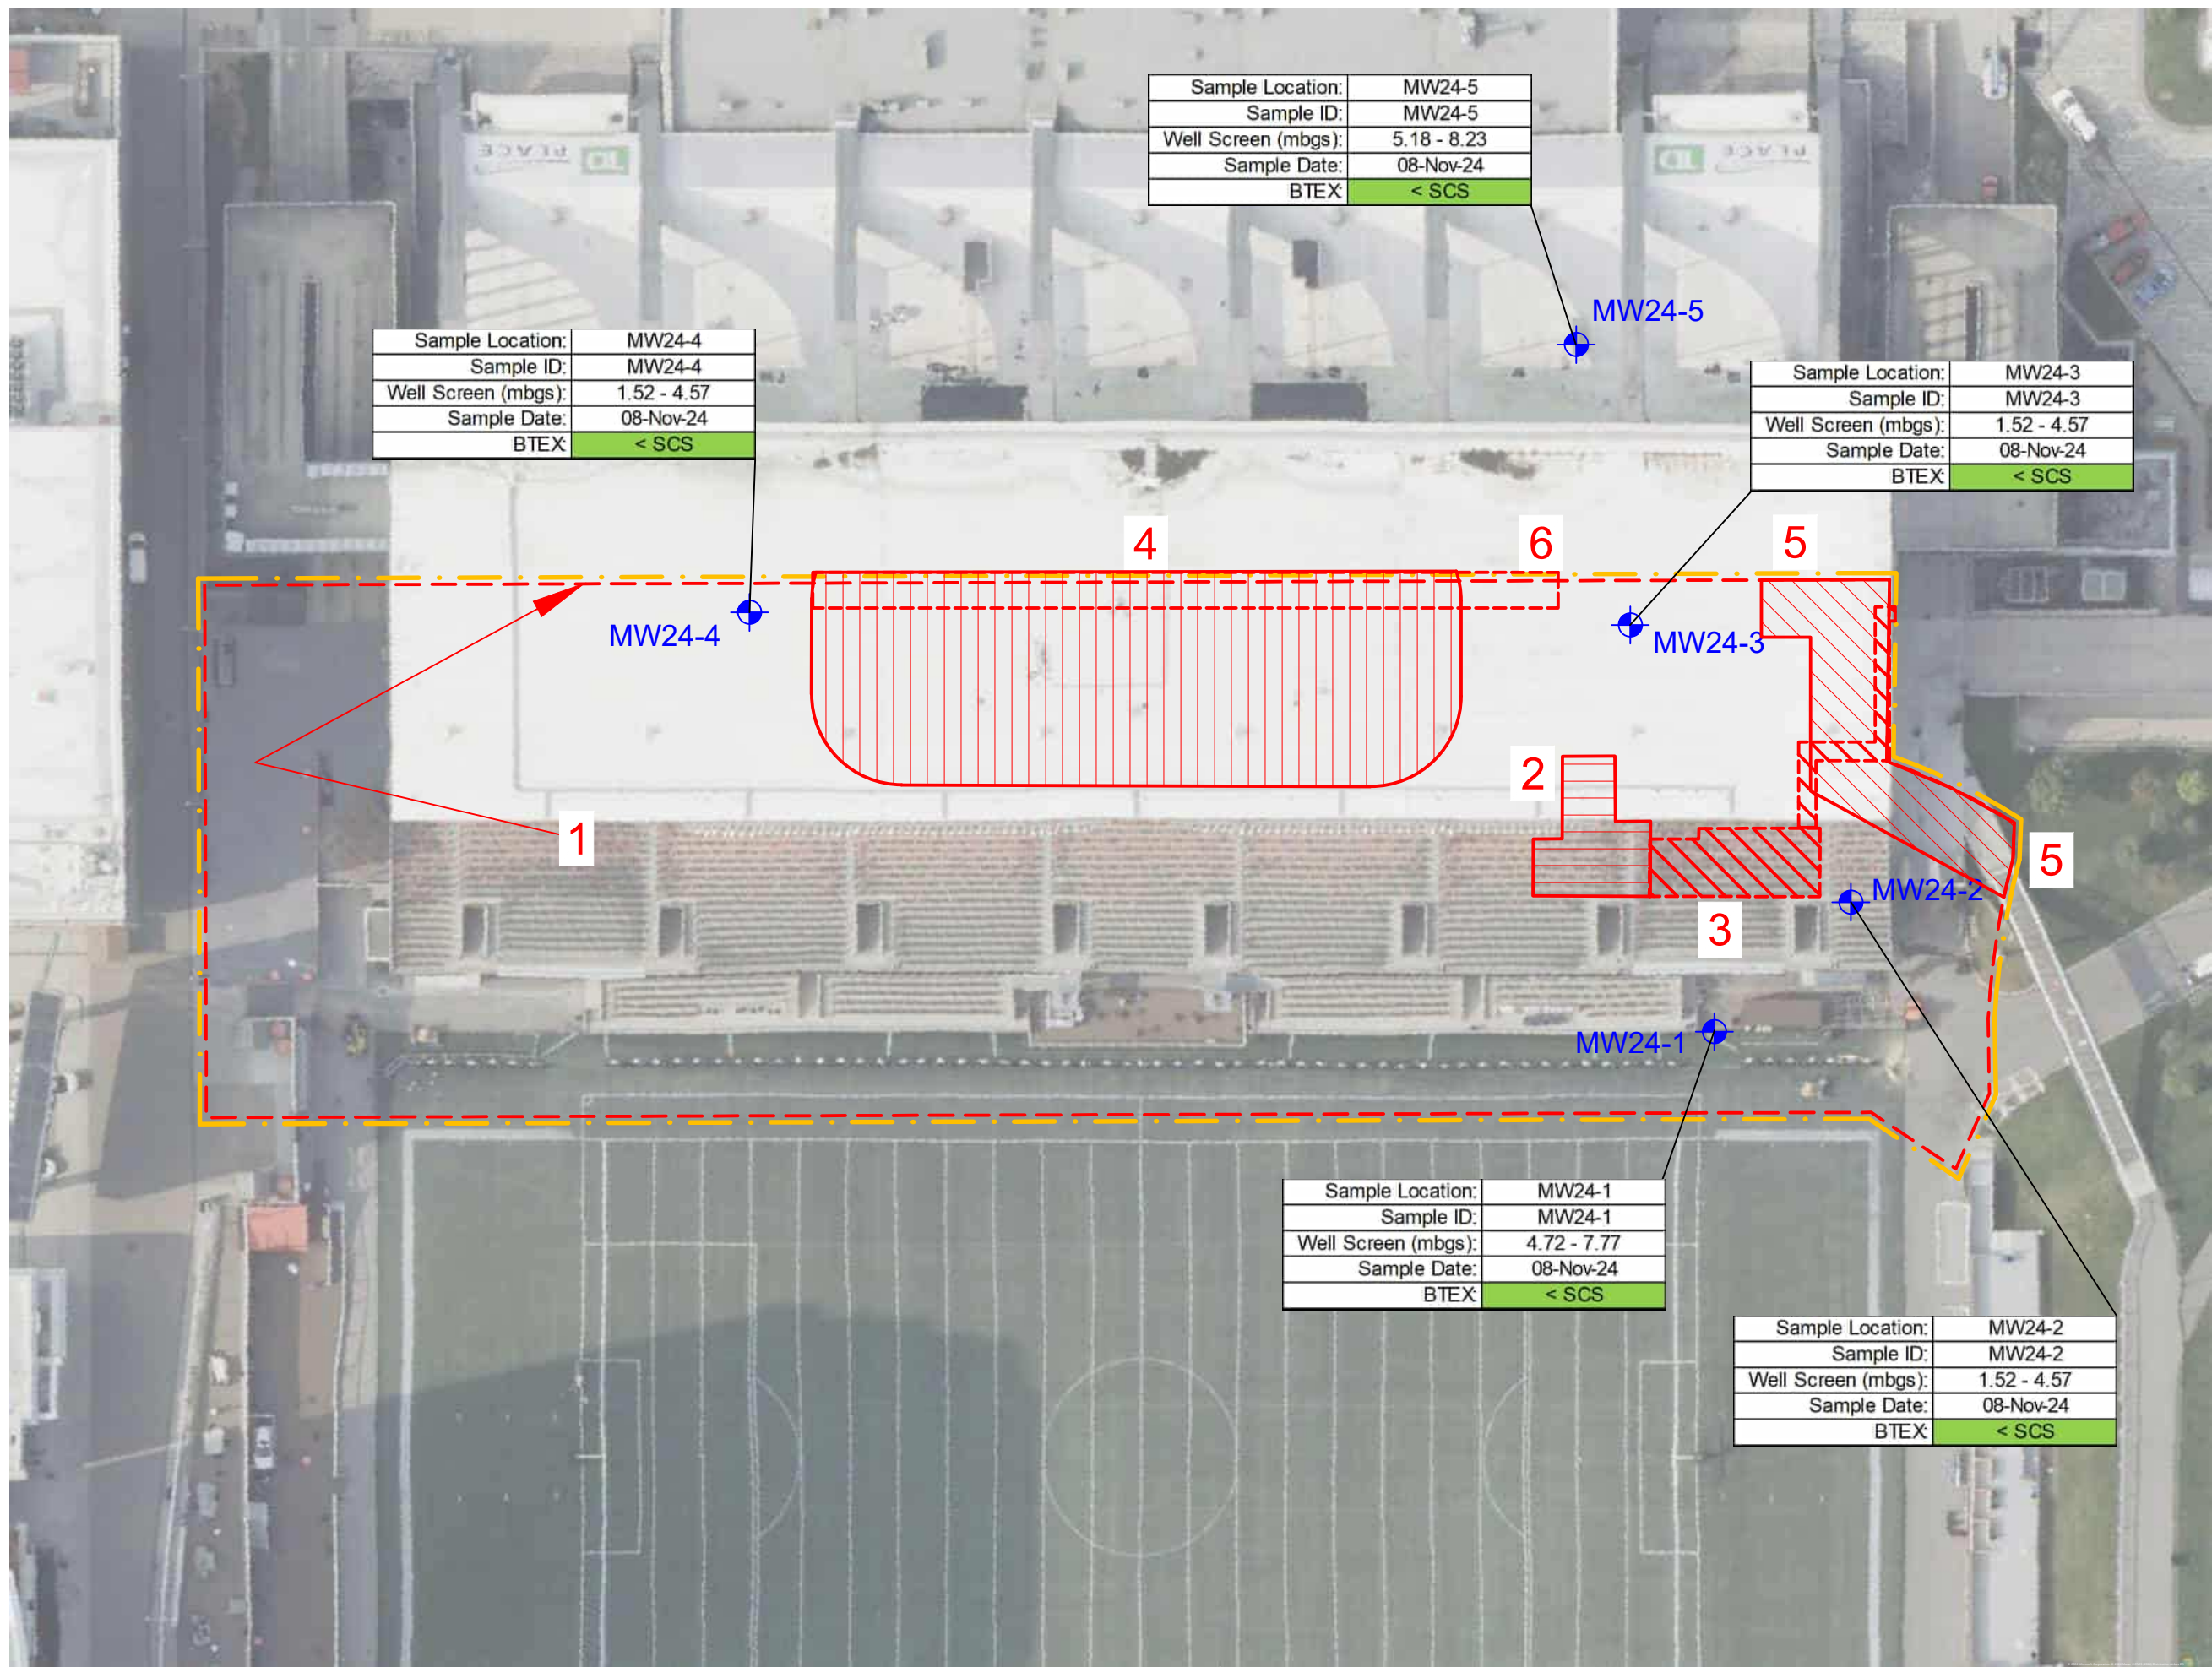 Sample Location: MW24-5
Sample ID: MW24-5
Well Screen (mbgs): 5.18 - 8.23
Sample Date: 08-Nov-24
BTEX: < SCS
PLACE
PLACE
MW24-5
Sample Location: MW24-4
Sample ID: MW24-4
Well Screen (mbgs): 1.52 - 4.57
Sample Date: 08-Nov-24
BTEX: < SCS
Sample Location: MW24-3
Sample ID: MW24-3
Well Screen (mbgs): 1.52 - 4.57
Sample Date: 08-Nov-24
BTEX: < SCS
4
6
5
MW24-4
MW24-3
2
1
5
MW24-2
3
MW24-1
Sample Location: MW24-1
Sample ID: MW24-1
Well Screen (mbgs): 4.72 - 7.77
Sample Date: 08-Nov-24
BTEX: < SCS
Sample Location: MW24-2
Sample ID: MW24-2
Well Screen (mbgs): 1.52 - 4.57
Sample Date: 08-Nov-24
BTEX: < SCS